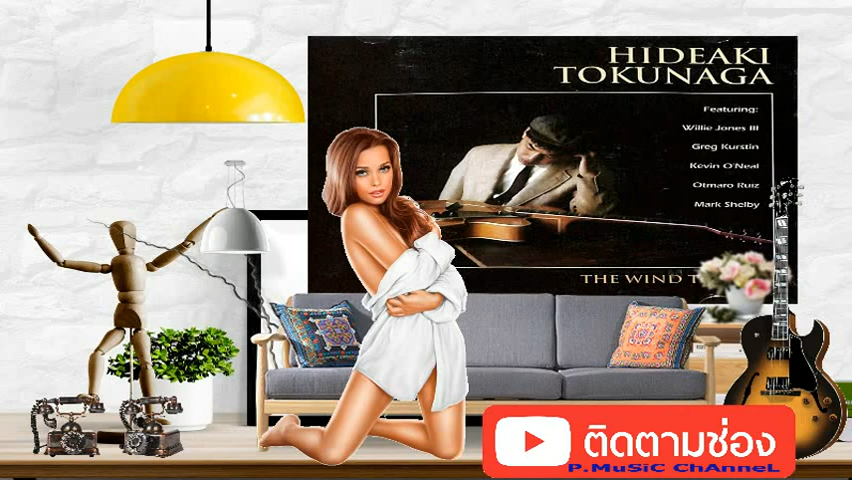 HIDEAKI
TOKUNAGA
Featuring:
Willie Jones III
Greg Kurstin
Kevin O'Neal
Otmaro Ruiz
Mark Shelby
THE WIND T
ติดตามช่อง
P.MuSiC ChAnneL